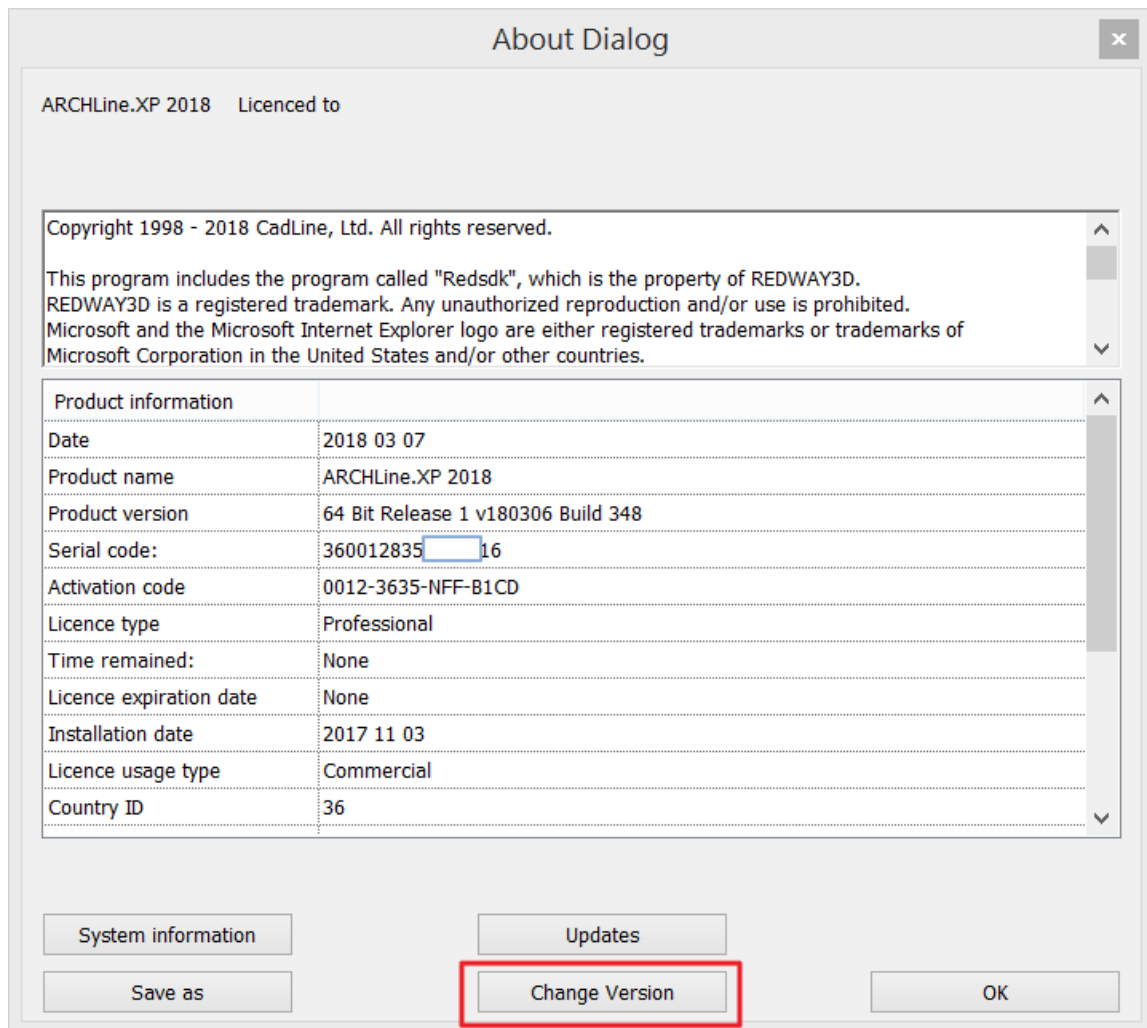 About Dialog
ARCHLine.XP 2018 Licenced to
Copyright 1998 - 2018 CadLine, Ltd. All rights reserved.
This program includes the program called "Redsdk", which is the property of REDWAY3D.
REDWAY3D is a registered trademark. Any unauthorized reproduction and/or use is prohibited.
Microsoft and the Microsoft Internet Explorer logo are either registered trademarks or trademarks of
Microsoft Corporation in the United States and/or other countries.
Product information
Date 2018 03 07
Product name ARCHLine.XP 2018
Product version 64 Bit Release 1 v180306 Build 348
Serial code: 360012835 16
Activation code 0012-3635-NFF-B1CD
Licence type Professional
Time remained: None
Licence expiration date None
Installation date 2017 11 03
Licence usage type Commercial
Country ID 36
System information Updates
Save as Change Version OK